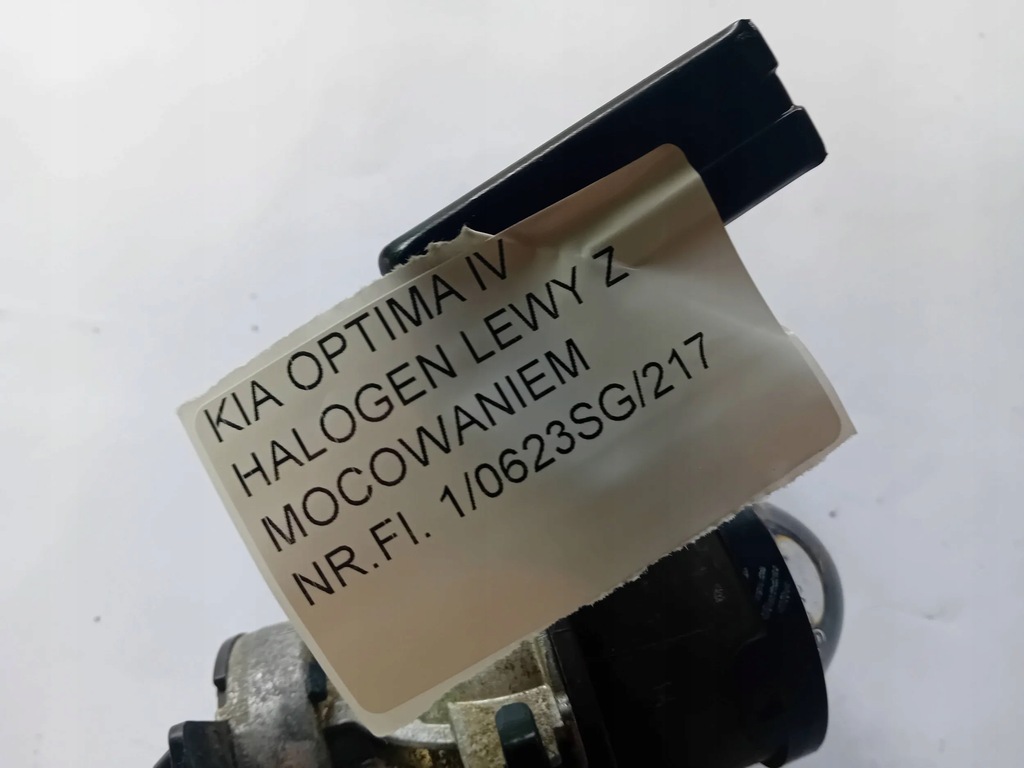 KIA OPTIMA IV
HALOGEN LEWY Z
MOCOWANIEM
NR.FI. 1/0623SG/217